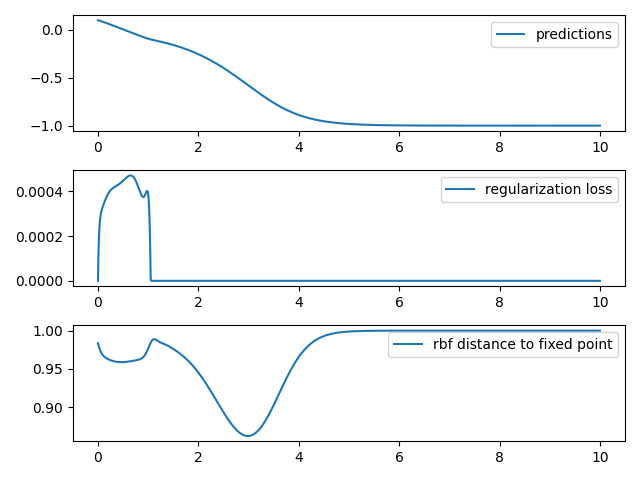 0.0
−0.5
−1.0
predictions
0 2 4 6 8 10
0.0004
0.0002
0.0000
regularization loss
0 2 4 6 8 10
1.00
0.95
0.90
rbf distance to fixed point
0 2 4 6 8 10